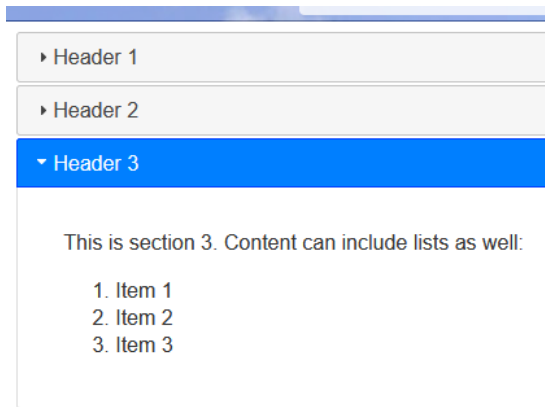 Header 1
Header 2
Header 3
This is section 3. Content can include lists as well:
1. Item 1
2. Item 2
3. Item 3